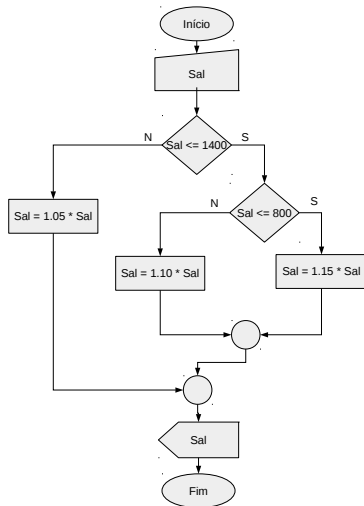 Início
Sal
Sal <= 1400
N
S
Sal <= 800
N
S
Sal = 1.05 * Sal
Sal = 1.10 * Sal
Sal = 1.15 * Sal
Sal
Fim